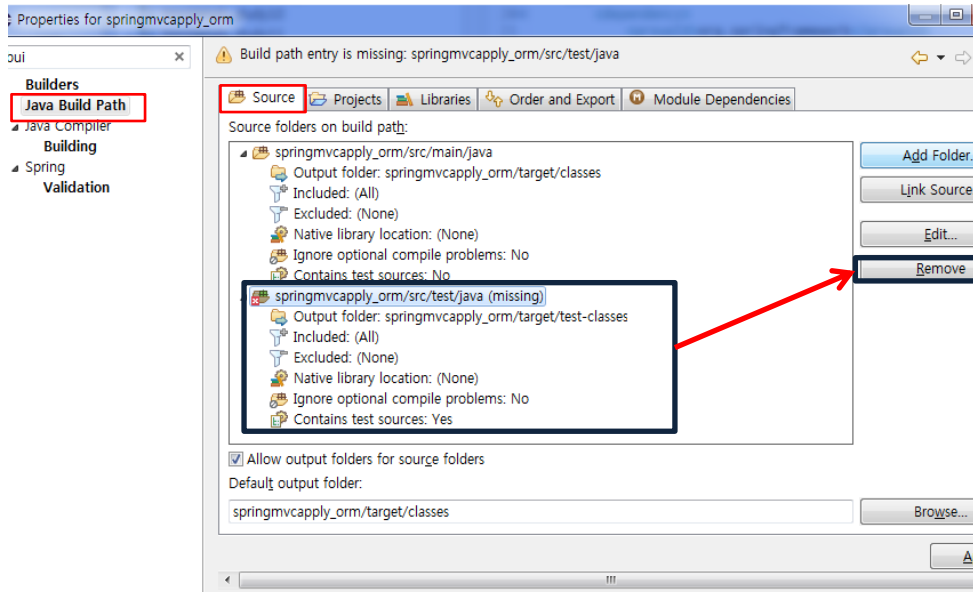 Properties for springmvcapply_orm
oui
Build path entry is missing: springmvcapply_orm/src/test/java
Builders
Java Build Path
Java Compiler
Building
Spring
Validation
Source
Projects
Libraries
Order and Export
Module Dependencies
Source folders on build path:
springmvcapply_orm/src/main/java
Output folder: springmvcapply_orm/target/classes
Included: (All)
Excluded: (None)
Native library location: (None)
Ignore optional compile problems: No
Contains test sources: No
springmvcapply_orm/src/test/java (missing)
Output folder: springmvcapply_orm/target/test-classes
Included: (All)
Excluded: (None)
Native library location: (None)
Ignore optional compile problems: No
Contains test sources: Yes
Add Folder.
Link Source
Edit...
Remove
Allow output folders for source folders
Default output folder:
springmvcapply_orm/target/classes
Browse...
A